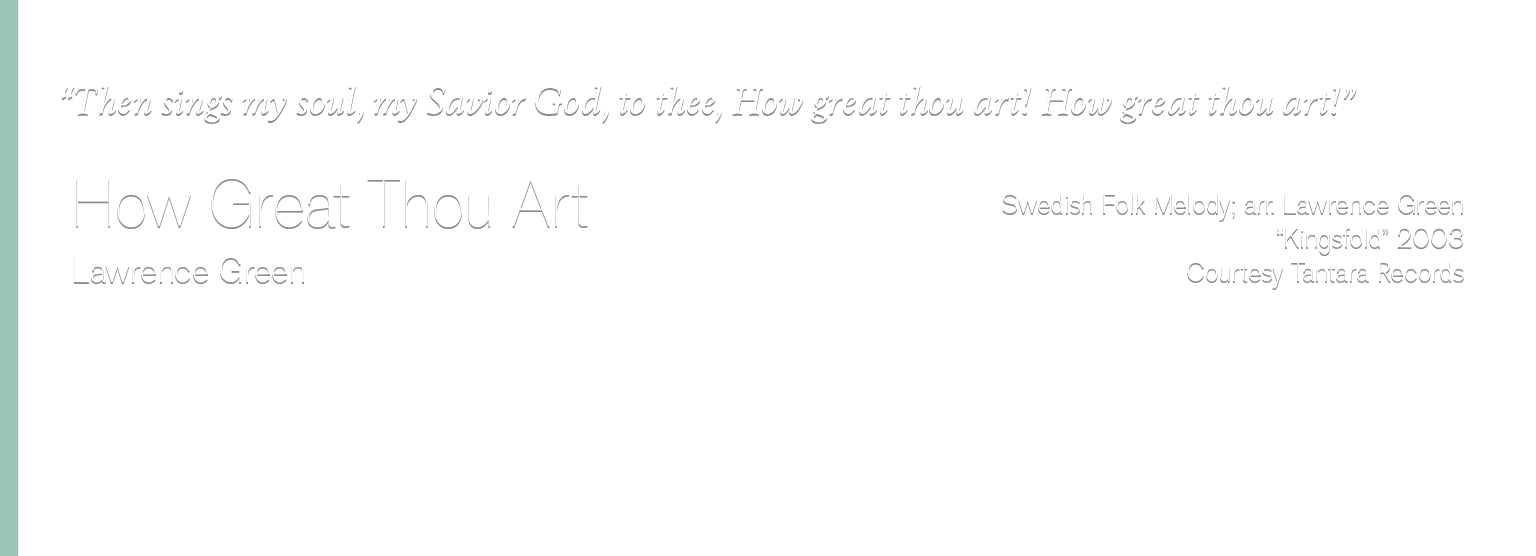 “Then sings my soul, my Savior God, to thee, How great thou art! How great thou art!”
How Great Thou Art
Lawrence Green
Swedish Folk Melody; arr. Lawrence Green
“Kingsfold” 2003
Courtesy Tantara Records